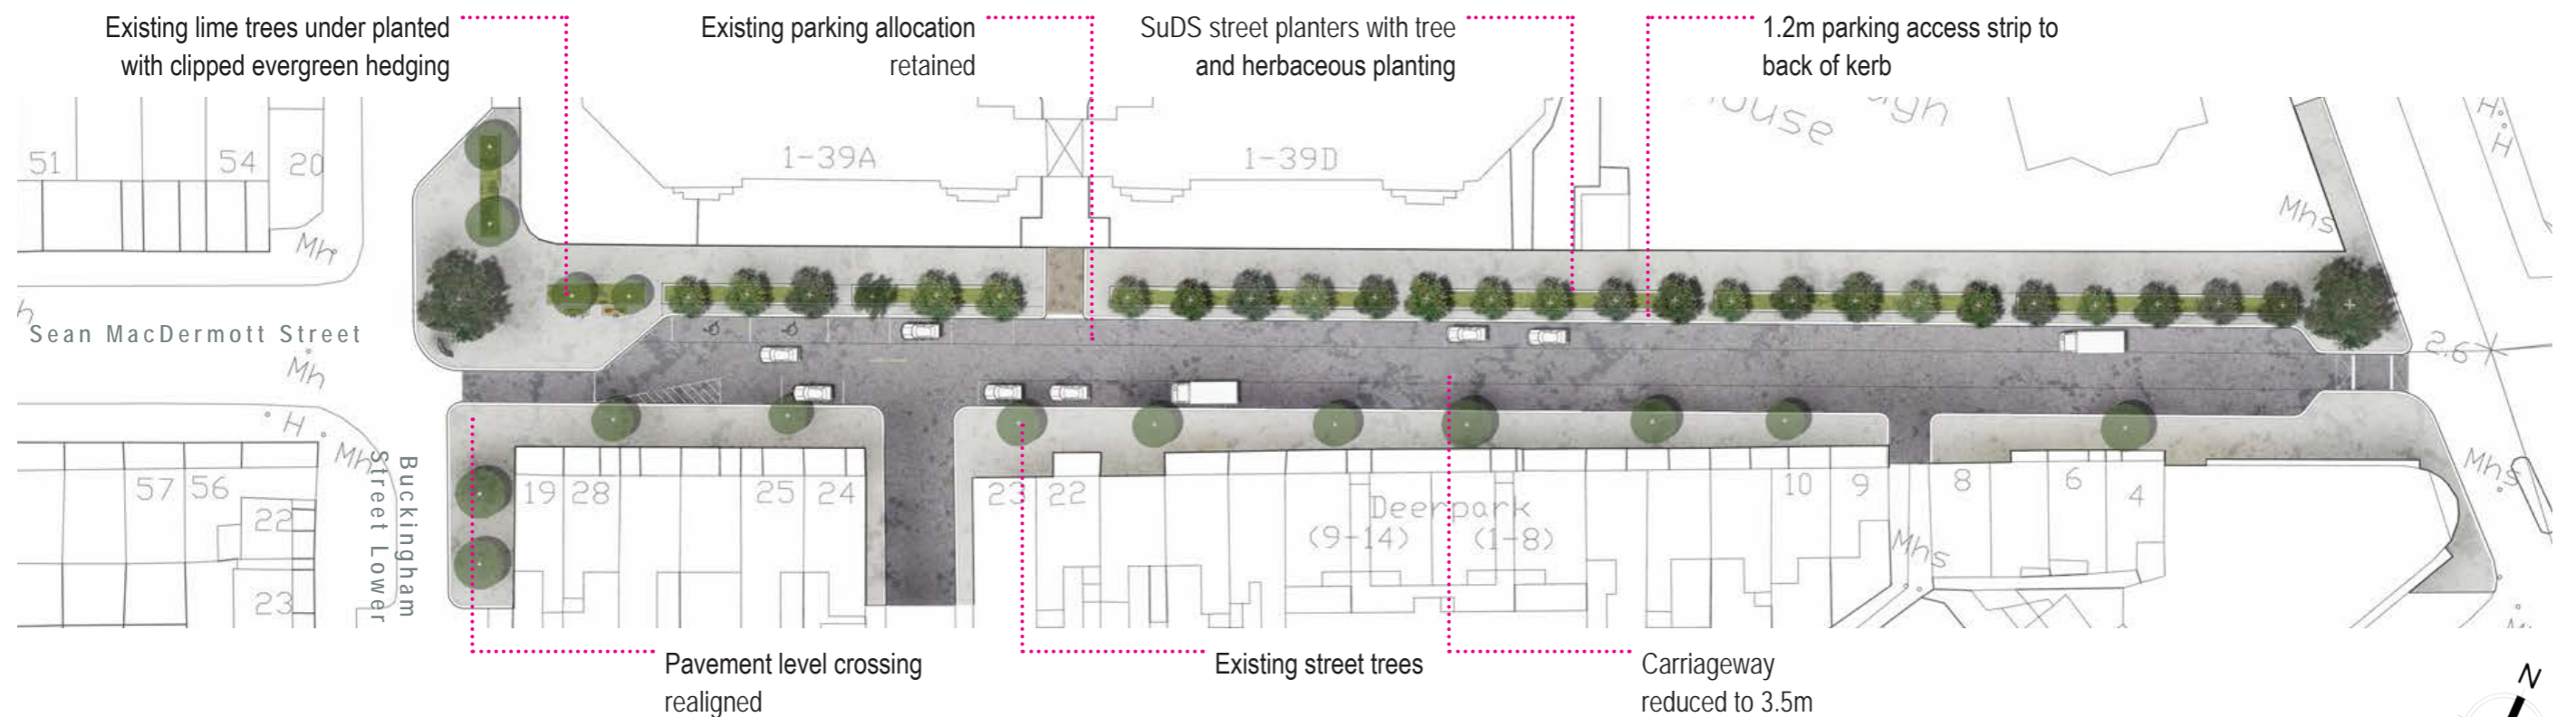 Existing lime trees under planted
with clipped evergreen hedging
Existing parking allocation
retained
SuDS street planters with tree
and herbaceous planting
1.2m parking access strip to
back of kerb
51
54
20
1-39A
1-39D
ouse
H
H
Mh
Mhs
Sean MacDermott Street
h
Mh
H
Mh
2.6
57
56
22
23
Buckingham
Street Lower
19
28
25
24
23
22
Deerpark
(9-14)
(1-8)
10
9
8
6
4
Mhs
Mhs
Pavement level crossing
realigned
Existing street trees
Carriageway
reduced to 3.5m
N